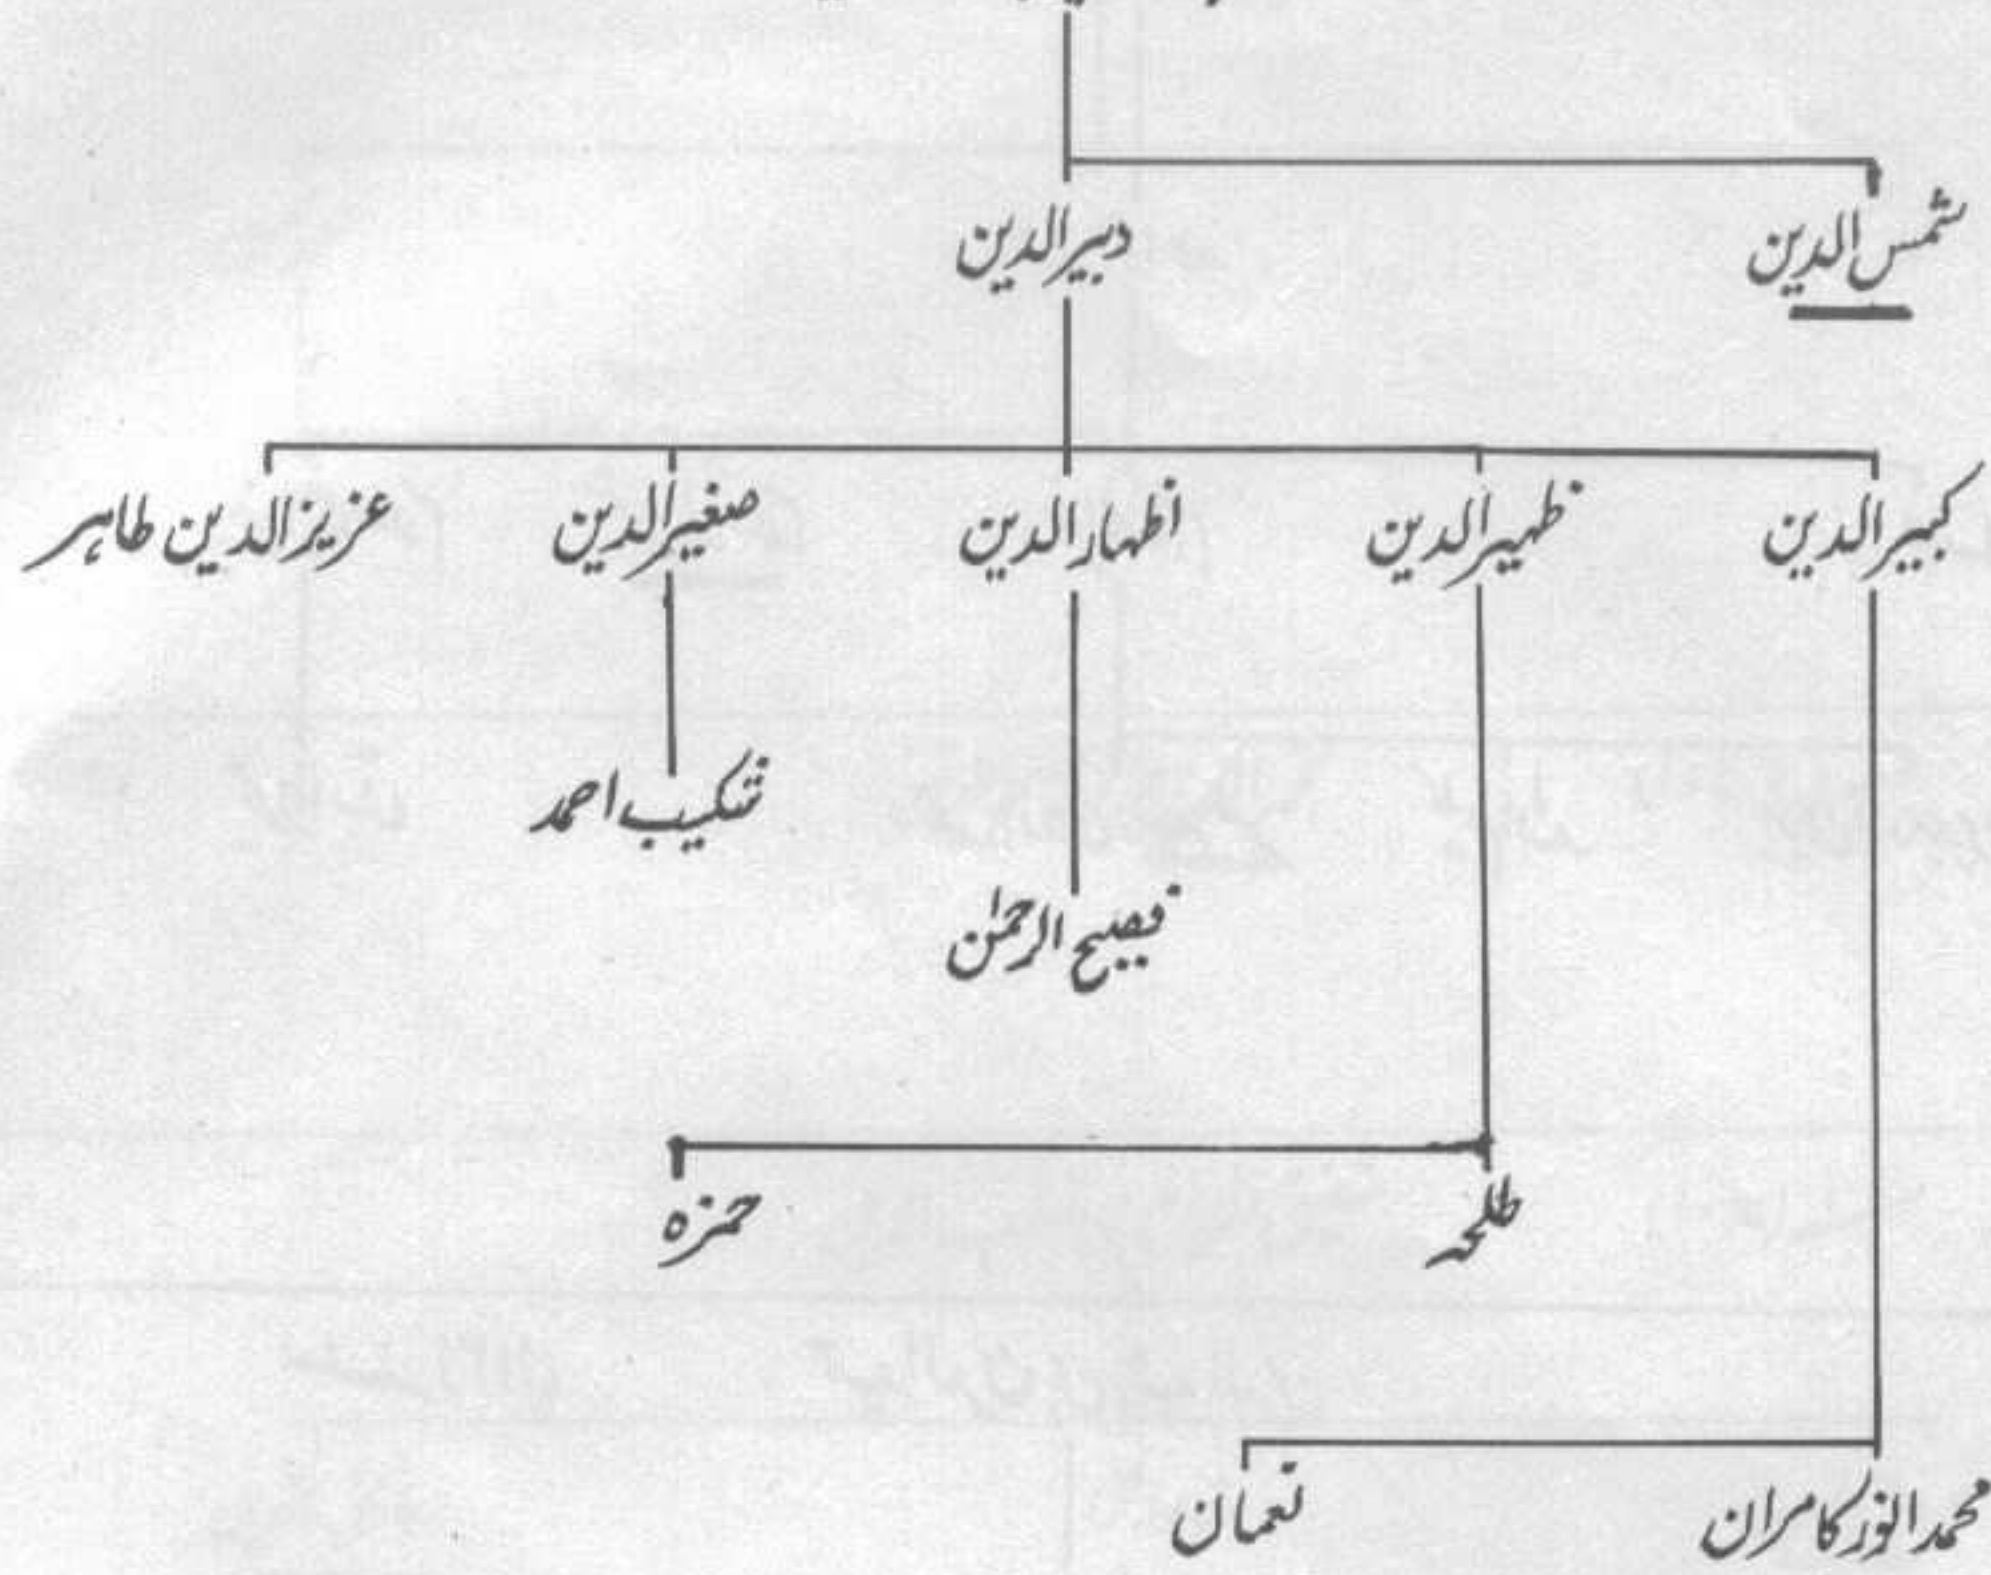 شمس الدین دبیر الدین
کبیر الدین ظہیر الدین اظہار الدین صغیر الدین عزیز الدین طاہر
شکیب احمد
فصیح الرحمٰن
طلحہ حمزہ
محمد انور کامران نعمان